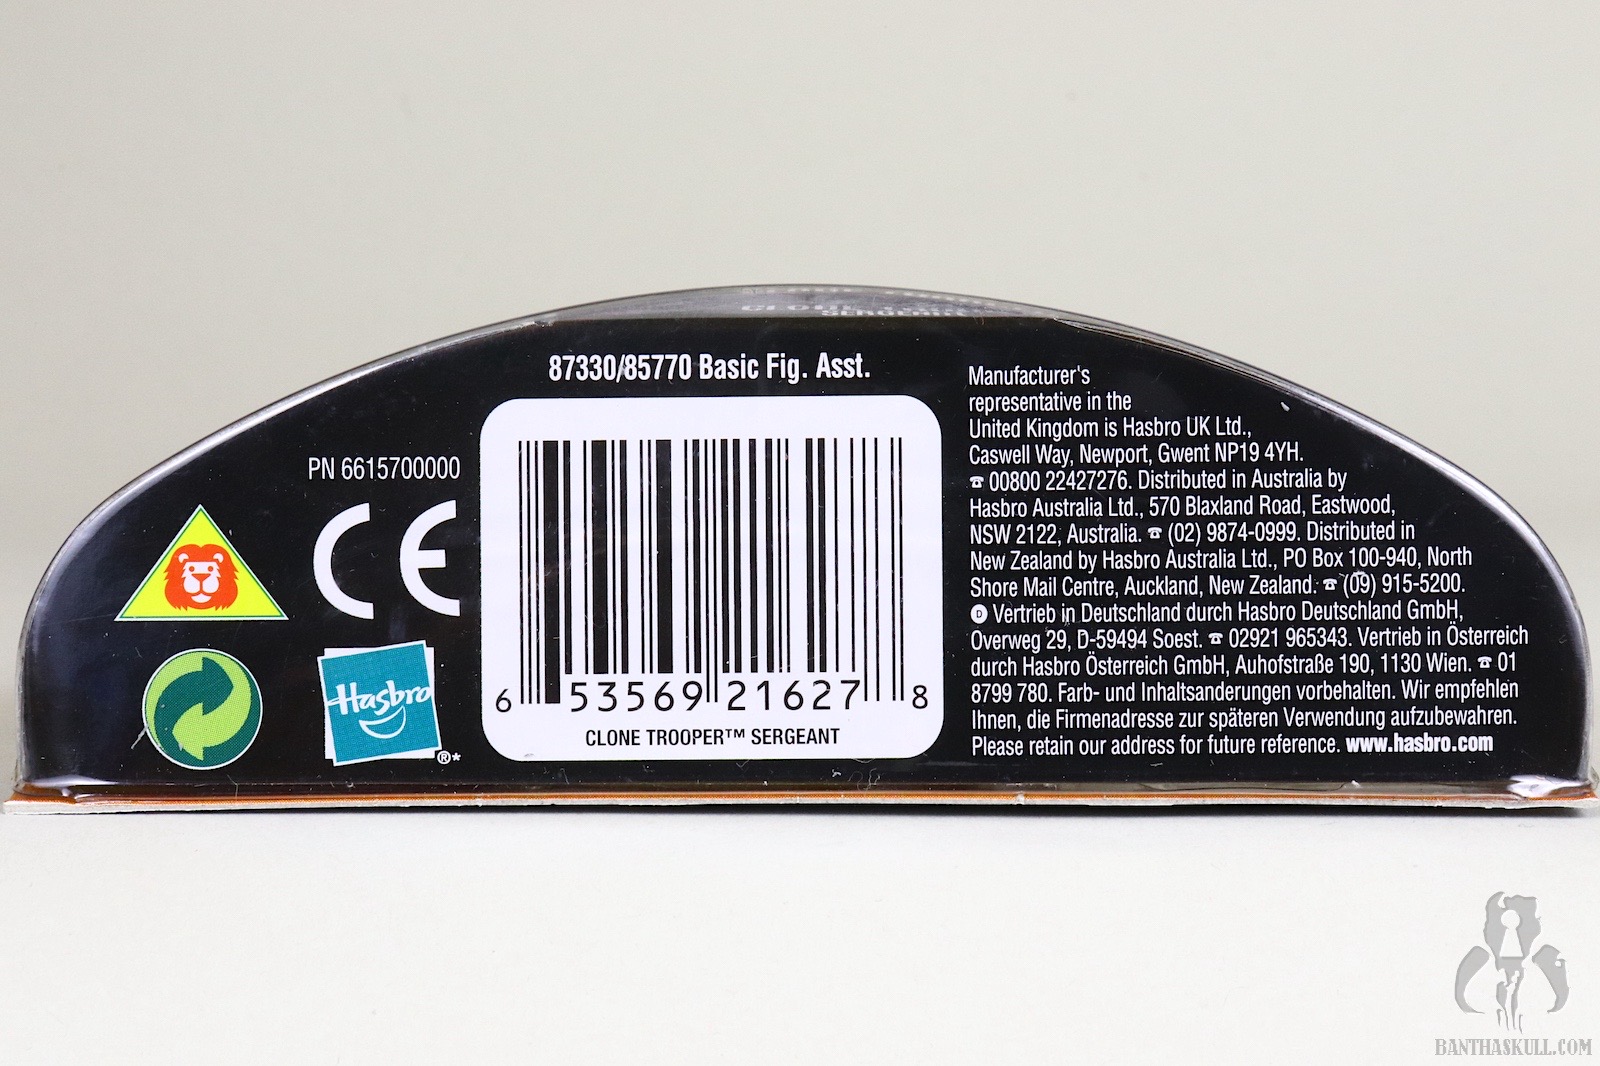 87330/85770 Basic Fig. Asst.
PN 6615700000
CE
Hasbro
®*
6 53569 21627 8
CLONE TROOPER™ SERGEANT
Manufacturer's
representative in the
United Kingdom is Hasbro UK Ltd.,
Caswell Way, Newport, Gwent NP19 4YH.
☎ 00800 22427276. Distributed in Australia by
Hasbro Australia Ltd., 570 Blaxland Road, Eastwood,
NSW 2122, Australia. ☎ (02) 9874-0999. Distributed in
New Zealand by Hasbro Australia Ltd., PO Box 100-940, North
Shore Mail Centre, Auckland, New Zealand. ☎ (09) 915-5200.
D Vertrieb in Deutschland durch Hasbro Deutschland GmbH,
Overweg 29, D-59494 Soest. ☎ 02921 965343. Vertrieb in Österreich
durch Hasbro Österreich GmbH, Auhofstraße 190, 1130 Wien. ☎ 01
8799 780. Farb- und Inhaltsanderungen vorbehalten. Wir empfehlen
Ihnen, die Firmenadresse zur späteren Verwendung aufzubewahren.
Please retain our address for future reference. www.hasbro.com
BANTHASKULL.COM